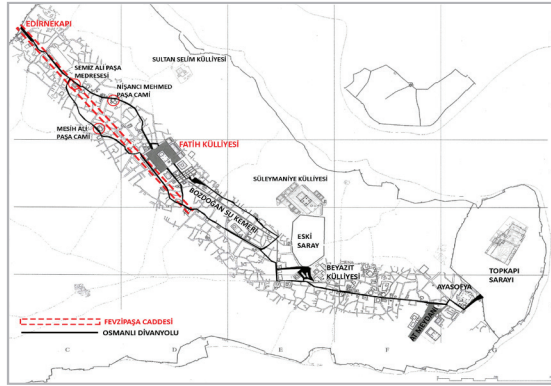 EDİRNEKAPI
SEMİZ ALİ PAŞA
MEDRESESİ
NİŞANCI MEHMED
PAŞA CAMİ
SULTAN SELİM KÜLLİYESİ
MESİH ALİ
PAŞA CAMİ
FATİH KÜLLİYESİ
SÜLEYMANİYE KÜLLİYESİ
BOZDOĞAN SU KEMERİ
ESKİ
SARAY
BEYAZIT
KÜLLİYESİ
TOPKAPI
SARAYI
AYASOFYA
AT MEYDANI
FEVZİPAŞA CADDESİ
OSMANLI DİVANYOLU
C D E F G